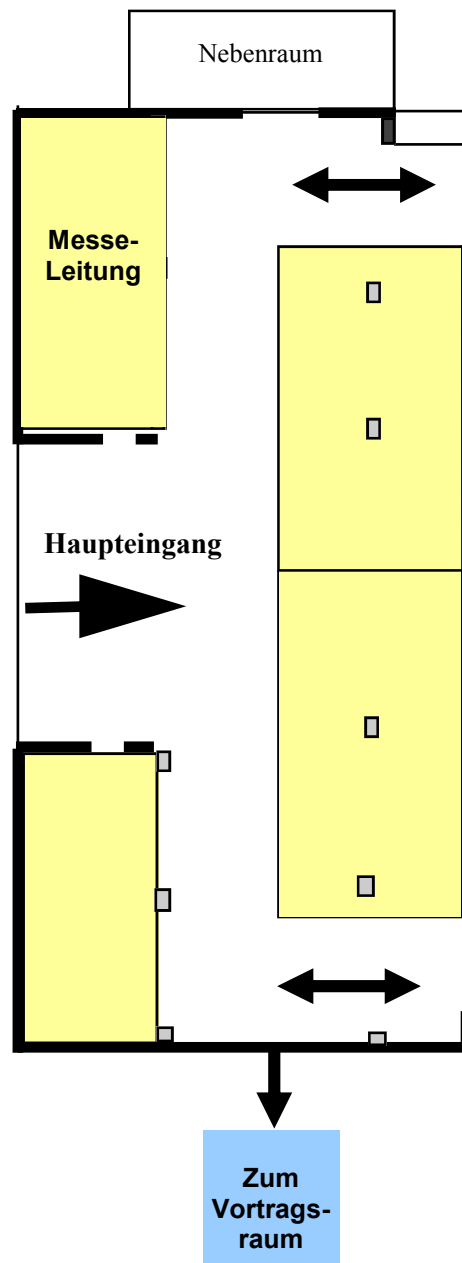 Nebenraum
Messe-
Leitung
Haupteingang
Zum
Vortrags-
raum